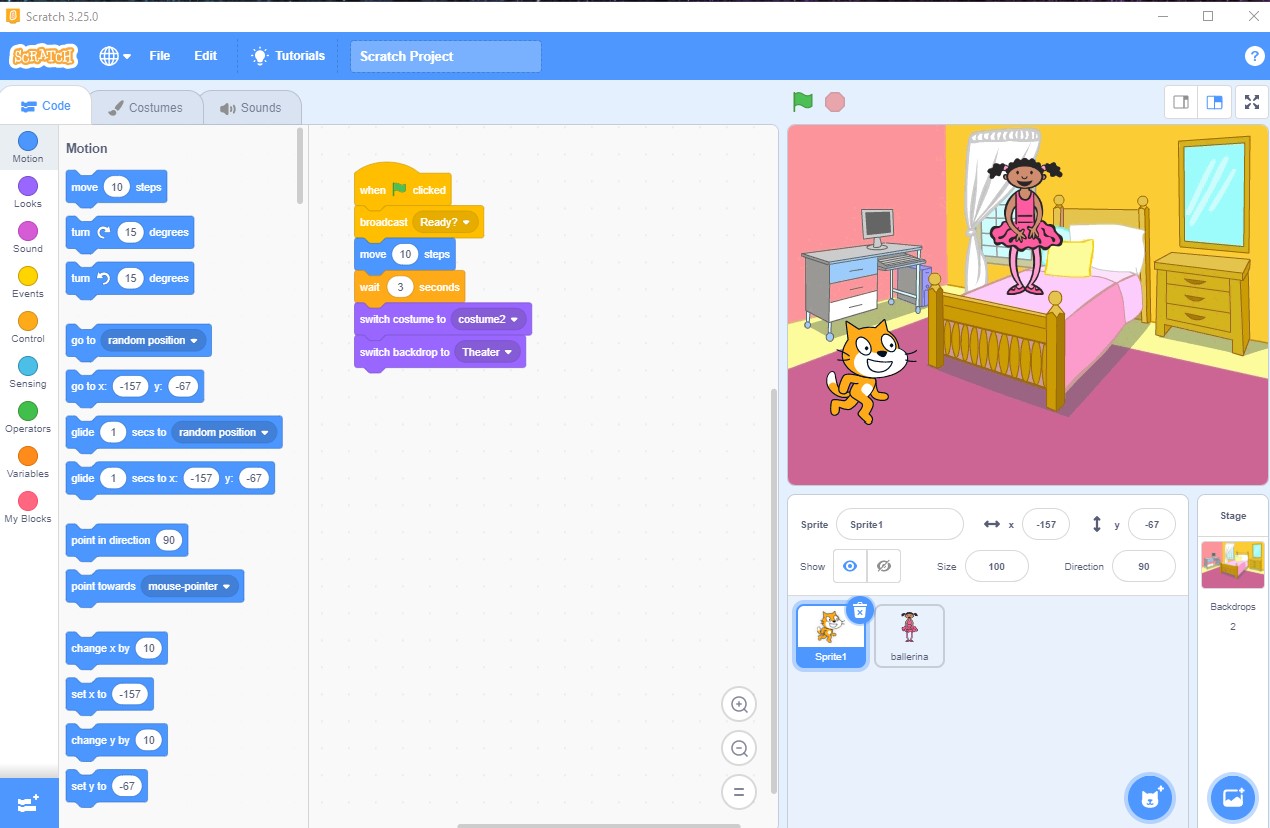 Scratch 3.25.0
SCRATCH File Edit Tutorials Scratch Project ?
Code Costumes Sounds
Motion
Looks
Sound
Events
Control
Sensing
Operators
Variables
My Blocks
Motion
move 10 steps
turn 15 degrees
turn 15 degrees
go to random position
go to x: -157 y: -67
glide 1 secs to random position
glide 1 secs to x: -157 y: -67
point in direction 90
point towards mouse-pointer
change x by 10
set x to -157
change y by 10
set y to -67
when clicked
broadcast Ready?
move 10 steps
wait 3 seconds
switch costume to costume2
switch backdrop to Theater
Sprite Sprite1 x -157 y -67
Show Size 100 Direction 90
Sprite1
ballerina
Stage
Backdrops
2